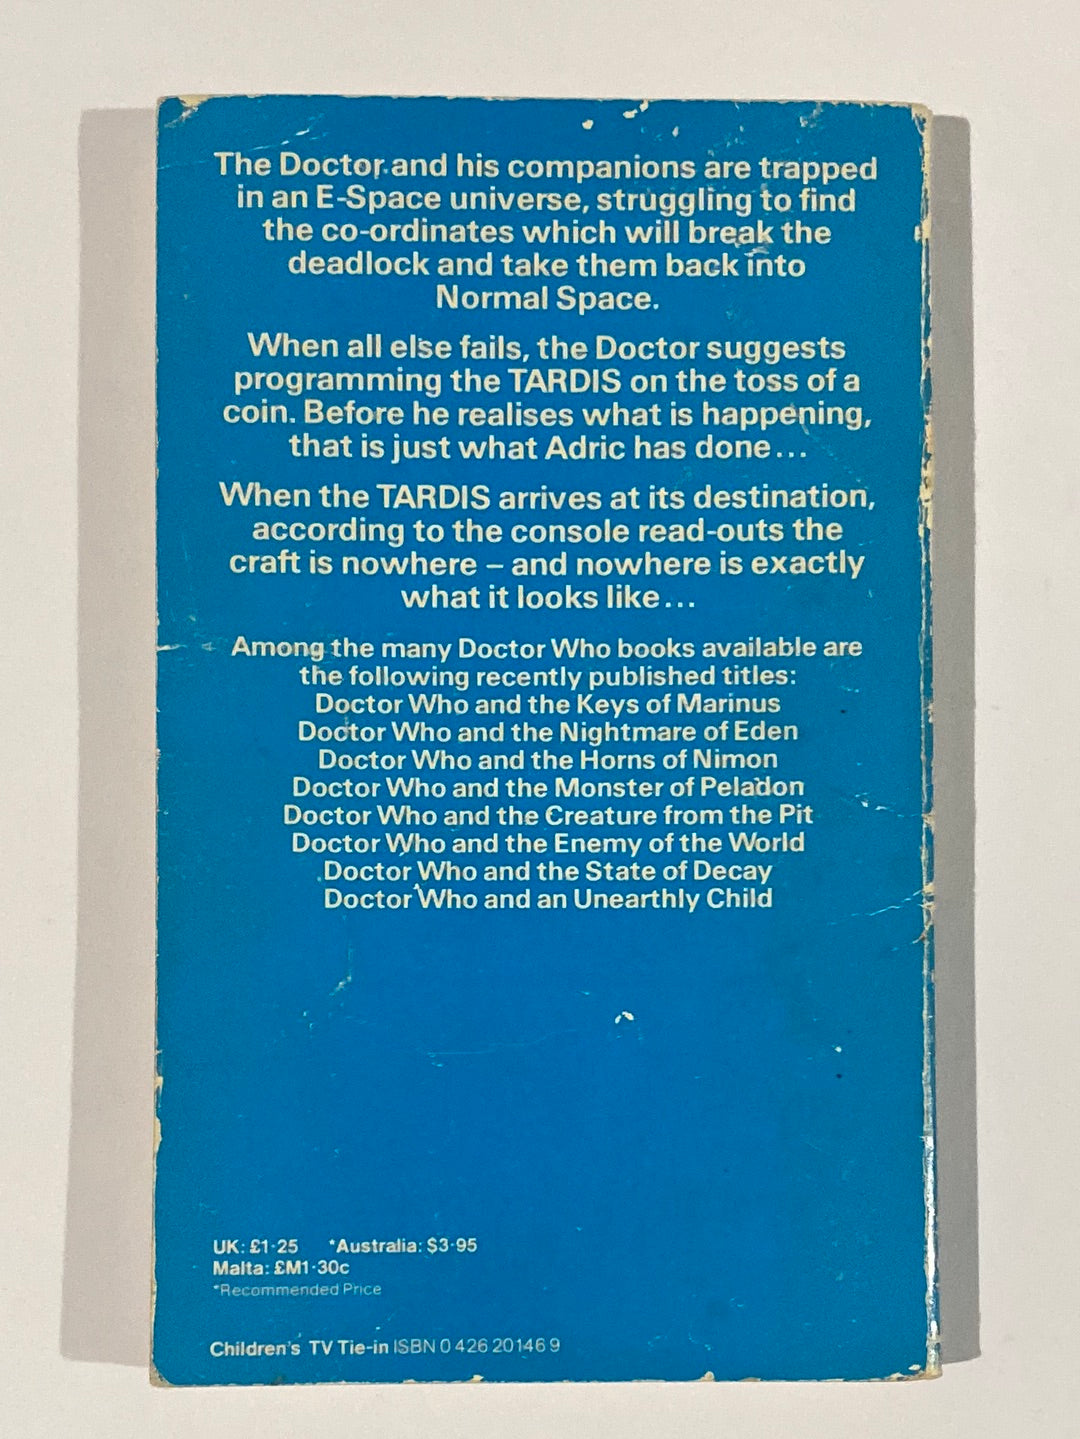 The Doctor and his companions are trapped
in an E-Space universe, struggling to find
the co-ordinates which will break the
deadlock and take them back into
Normal Space.
When all else fails, the Doctor suggests
programming the TARDIS on the toss of a
coin. Before he realises what is happening,
that is just what Adric has done...
When the TARDIS arrives at its destination,
according to the console read-outs the
craft is nowhere – and nowhere is exactly
what it looks like...
Among the many Doctor Who books available are
the following recently published titles:
Doctor Who and the Keys of Marinus
Doctor Who and the Nightmare of Eden
Doctor Who and the Horns of Nimon
Doctor Who and the Monster of Peladon
Doctor Who and the Creature from the Pit
Doctor Who and the Enemy of the World
Doctor Who and the State of Decay
Doctor Who and an Unearthly Child
UK: £1·25 *Australia: $3·95
Malta: £M1·30c
*Recommended Price
Children's TV Tie-in ISBN 0 426 20146 9